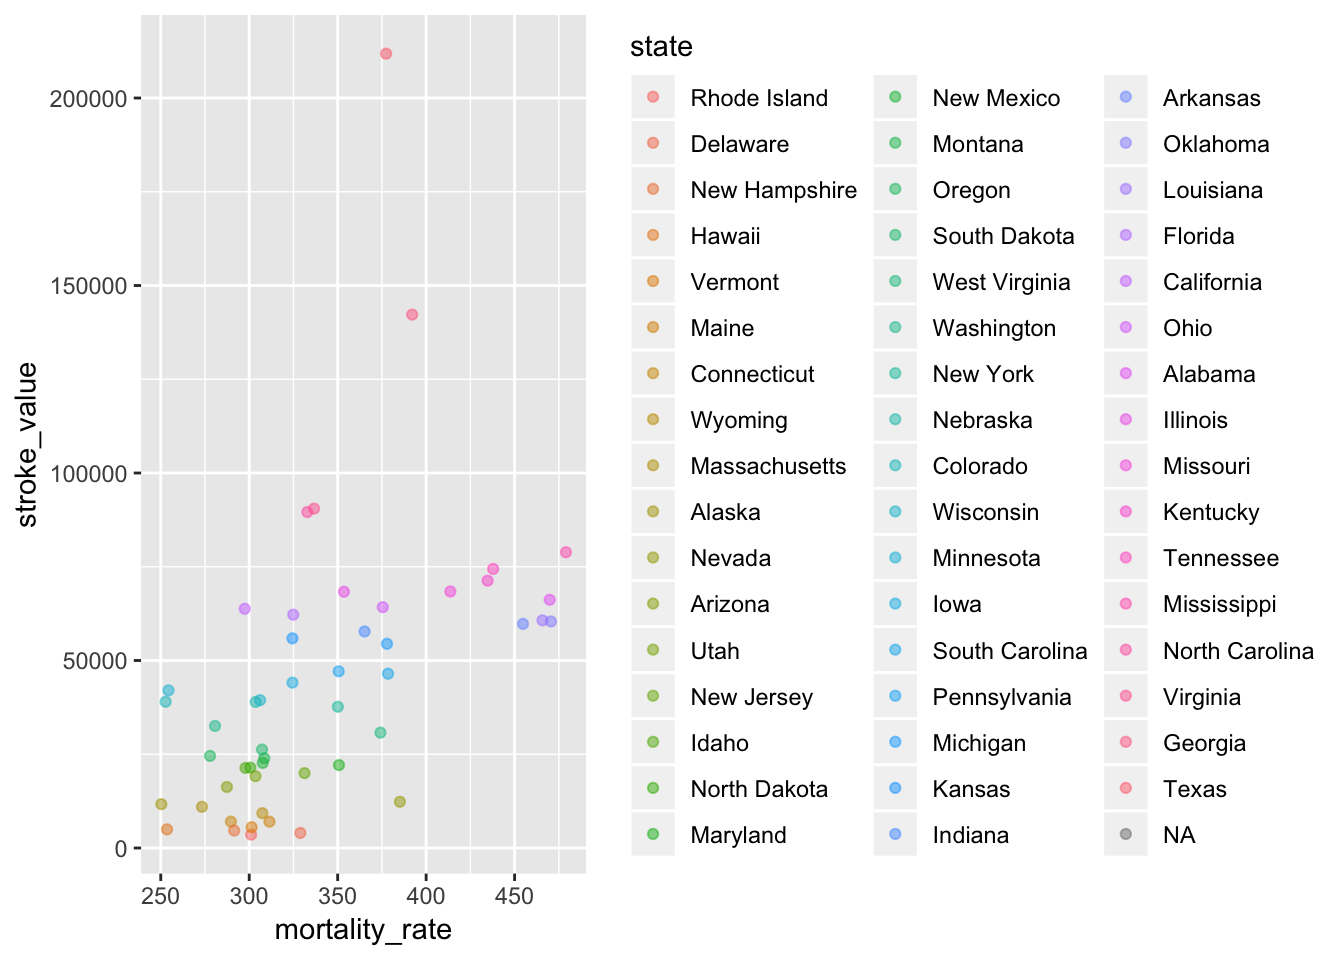 200000
150000
100000
50000
0
stroke_value
250 300 350 400 450
mortality_rate
state
Rhode Island
Delaware
New Hampshire
Hawaii
Vermont
Maine
Connecticut
Wyoming
Massachusetts
Alaska
Nevada
Arizona
Utah
New Jersey
Idaho
North Dakota
Maryland
New Mexico
Montana
Oregon
South Dakota
West Virginia
Washington
New York
Nebraska
Colorado
Wisconsin
Minnesota
Iowa
South Carolina
Pennsylvania
Michigan
Kansas
Indiana
Arkansas
Oklahoma
Louisiana
Florida
California
Ohio
Alabama
Illinois
Missouri
Kentucky
Tennessee
Mississippi
North Carolina
Virginia
Georgia
Texas
NA